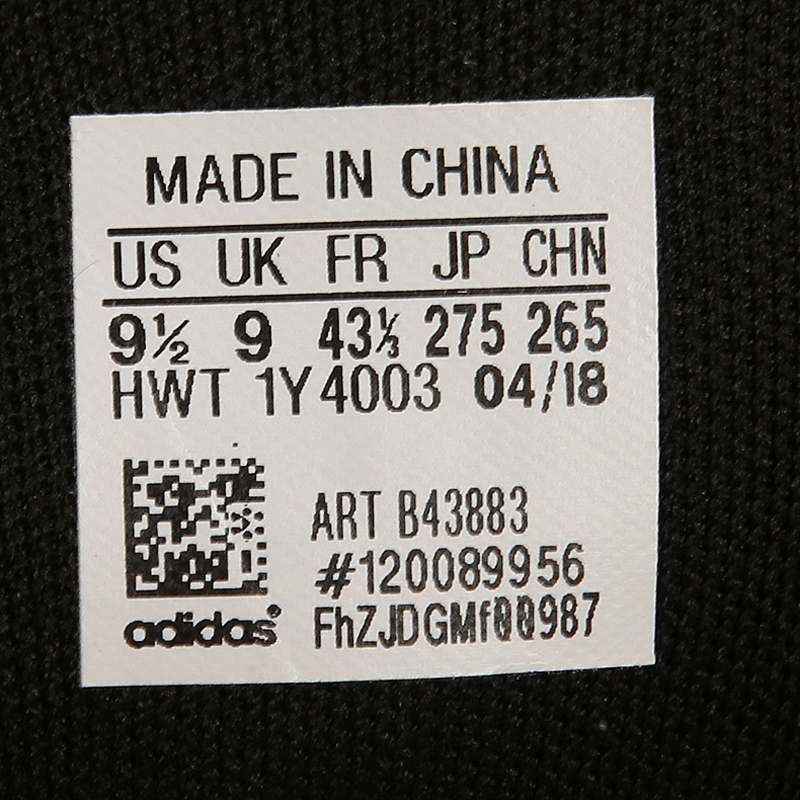 MADE IN CHINA
US UK FR JP CHN
9½ 9 43⅓ 275 265
HWT 1Y4003 04/18
ART B43883
#120089956
FhZJDGMf00987
adidas®